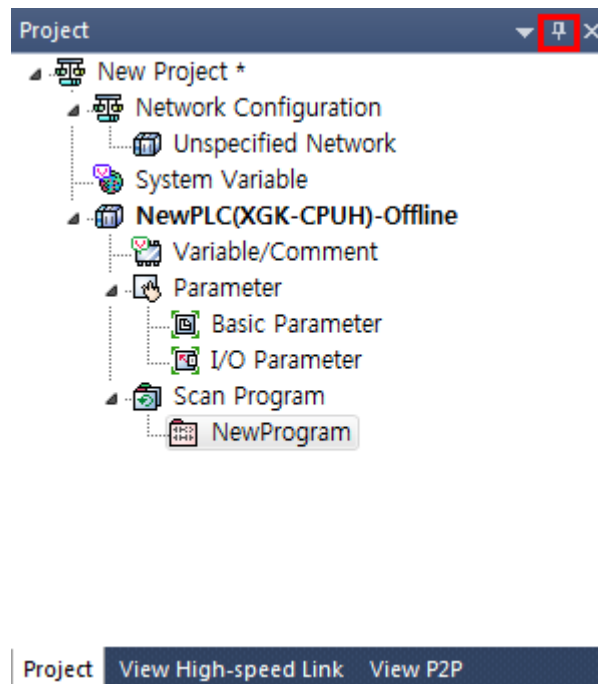 Project
New Project *
Network Configuration
Unspecified Network
System Variable
NewPLC(XGK-CPUH)-Offline
Variable/Comment
Parameter
Basic Parameter
I/O Parameter
Scan Program
NewProgram
Project View High-speed Link View P2P